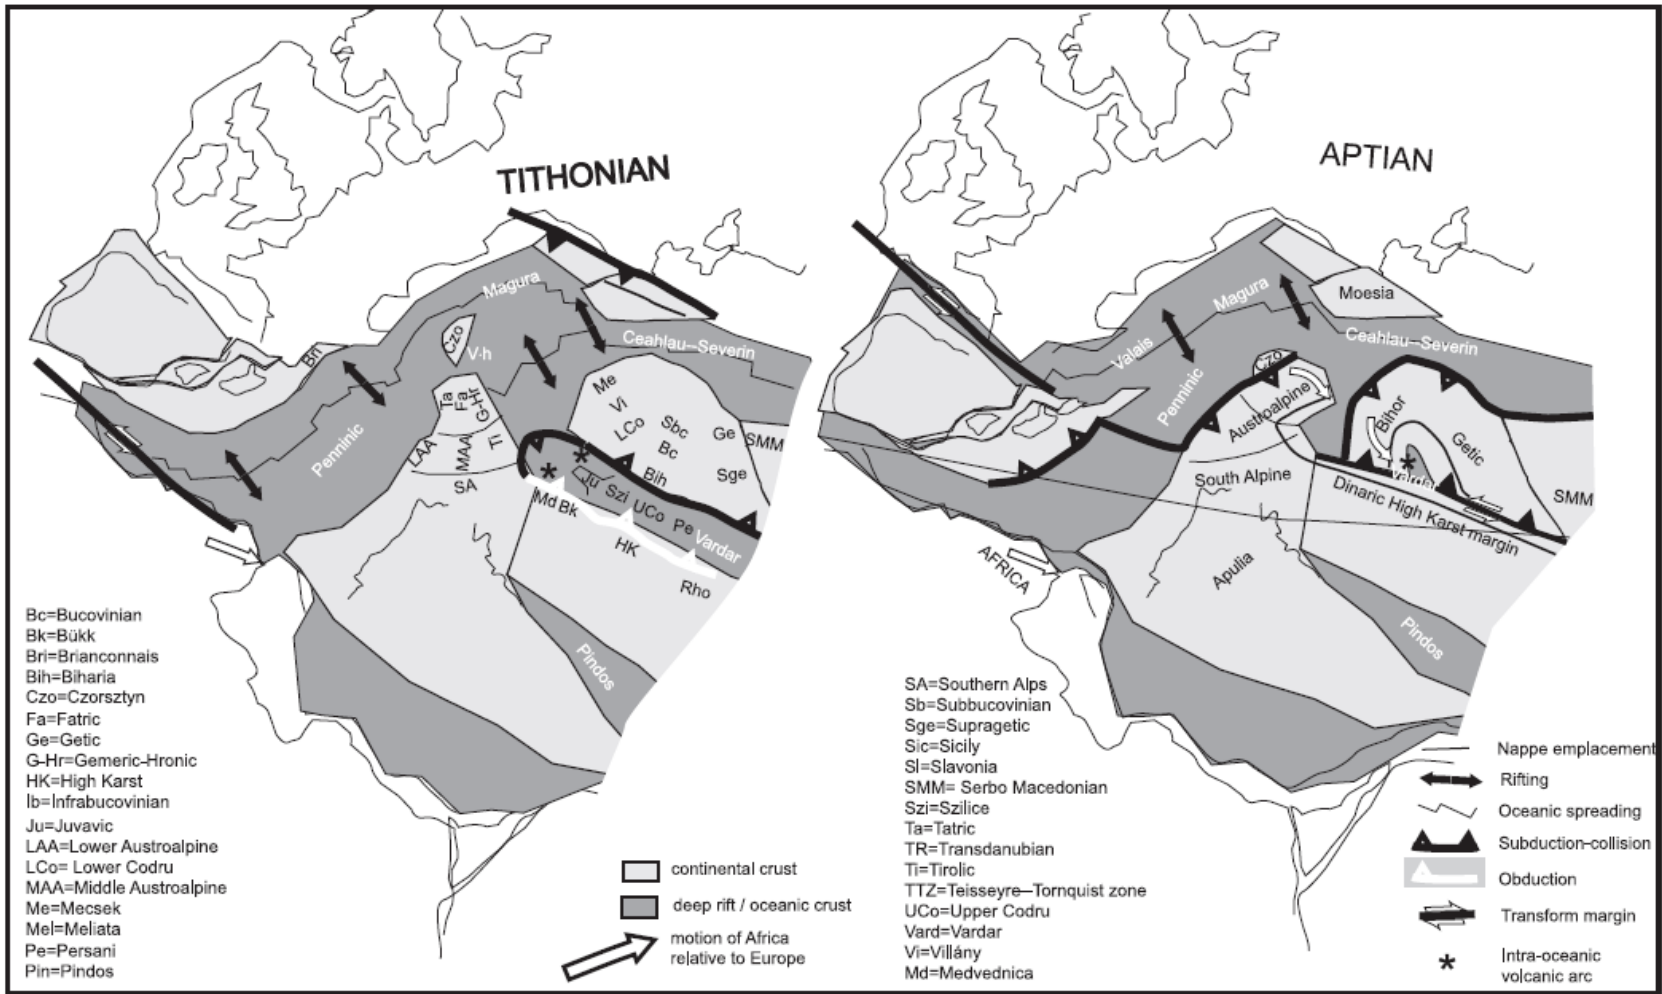 TITHONIAN
Magura
Ceahlau–Severin
Czo
V-h
Bri
Penninic
Ta
Fa
G-Hr
LAA
MAA
Ti
SA
Me
Vi
LCo
Sbc
Bc
Bih
Ge
Sge
SMM
Ju
Szi
UCo
Pe
Vardar
Md
Bk
HK
Rho
Pindos
Bc=Bucovinian
Bk=Bükk
Bri=Brianconnais
Bih=Biharia
Czo=Czorsztyn
Fa=Fatric
Ge=Getic
G-Hr=Gemeric-Hronic
HK=High Karst
Ib=Infrabucovinian
Ju=Juvavic
LAA=Lower Austroalpine
LCo= Lower Codru
MAA=Middle Austroalpine
Me=Mecsek
Mel=Meliata
Pe=Persani
Pin=Pindos
continental crust
deep rift / oceanic crust
motion of Africa
relative to Europe
APTIAN
Moesia
Magura
Valais
Ceahlau–Severin
Penninic
Czo
Austroalpine
Bihor
Getic
Vardar
SMM
South Alpine
Dinaric High Karst margin
AFRICA
Apulia
Pindos
SA=Southern Alps
Sb=Subbucovinian
Sge=Supragetic
Sic=Sicily
Sl=Slavonia
SMM= Serbo Macedonian
Szi=Szilice
Ta=Tatric
TR=Transdanubian
Ti=Tirolic
TTZ=Teisseyre–Tornquist zone
UCo=Upper Codru
Vard=Vardar
Vi=Villány
Md=Medvednica
Nappe emplacement
Rifting
Oceanic spreading
Subduction-collision
Obduction
Transform margin
Intra-oceanic
volcanic arc